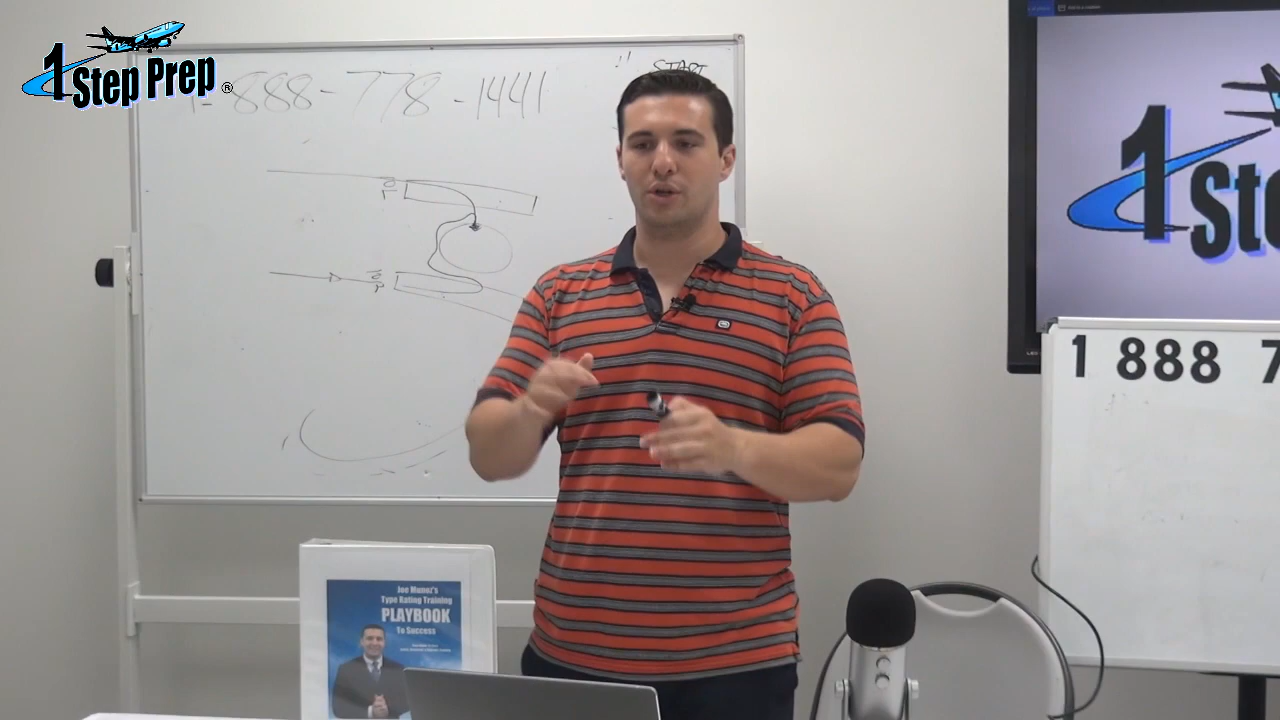 1 Step Prep®
1-888-778-1441
START
1 Ste
1 888 7
Joe Munoz's
Type Rating Training
PLAYBOOK
To Success